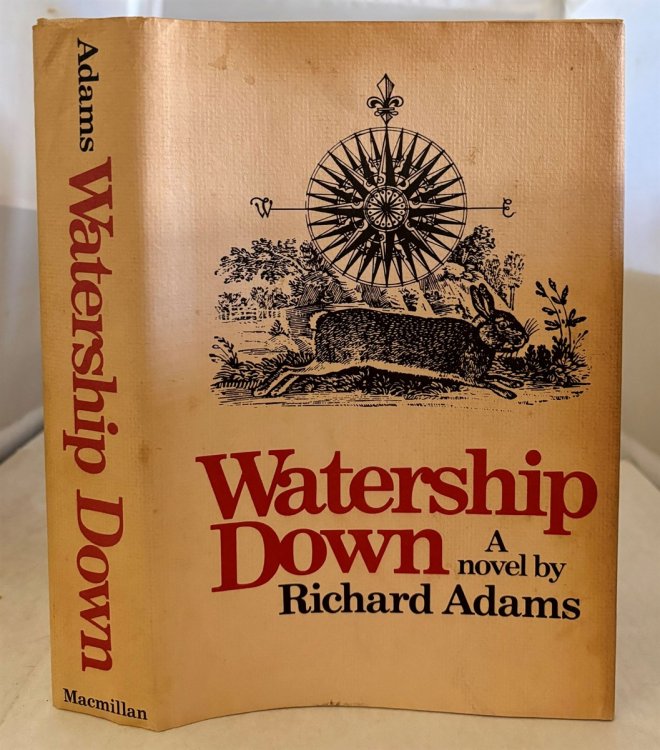 Adams
Watership Down
Macmillan
W
E
Watership
Down
A
novel by
Richard Adams